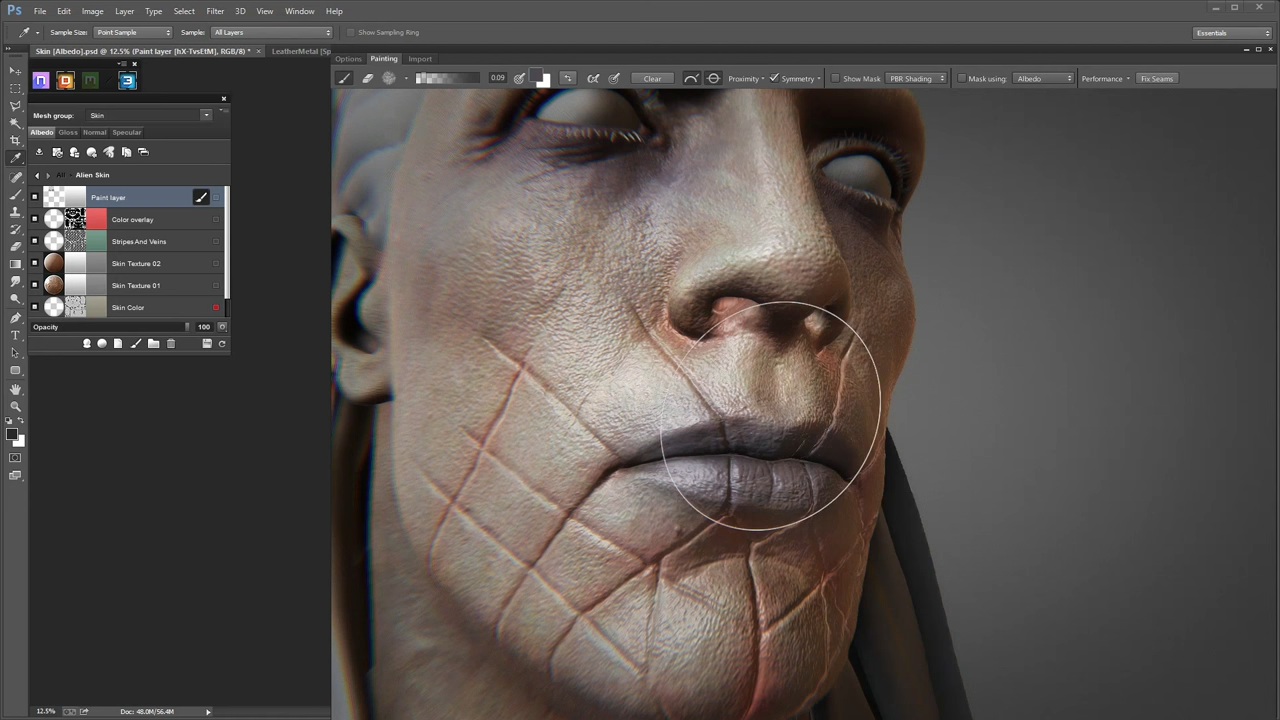 Ps File Edit Image Layer Type Select Filter 3D View Window Help
Sample Size: Point Sample Sample: All Layers Show Sampling Ring Essentials
Skin [Albedo].psd @ 12.5% (Paint layer [hX-TvsEtM], RGB/8) * × LeatherMetal [Sp
Options Painting Import
0.09 Clear Proximity Symmetry Show Mask PBR Shading Mask using: Albedo Performance Fix Seams
n o m 3
Mesh group: Skin
Albedo Gloss Normal Specular
All Alien Skin
Paint layer
Color overlay
Stripes And Veins
Skin Texture 02
Skin Texture 01
Skin Color
Opacity 100
12.5% Doc: 48.0M/56.4M